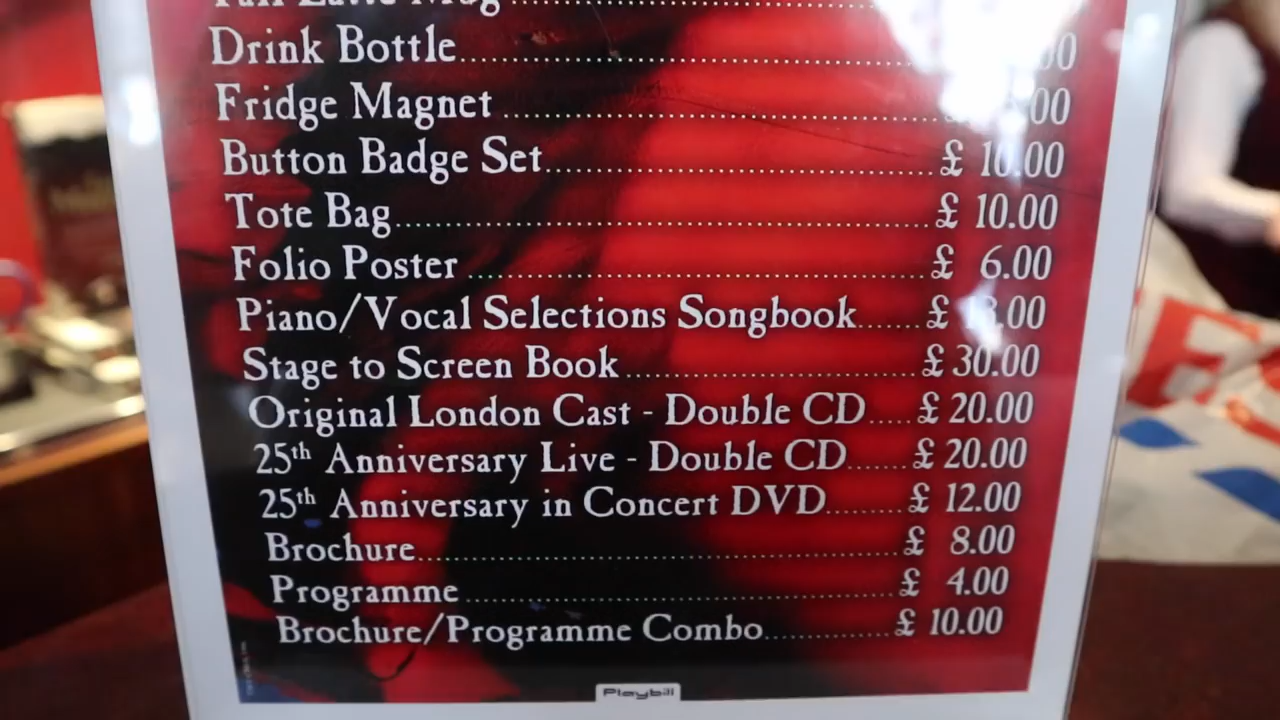 Tall Latte Mug
Drink Bottle
Fridge Magnet
Button Badge Set £ 10.00
Tote Bag £ 10.00
Folio Poster £ 6.00
Piano/Vocal Selections Songbook £
Stage to Screen Book £ 30.00
Original London Cast - Double CD £ 20.00
25th Anniversary Live - Double CD £ 20.00
25th Anniversary in Concert DVD £ 12.00
Brochure £ 8.00
Programme £ 4.00
Brochure/Programme Combo £ 10.00
Playbill